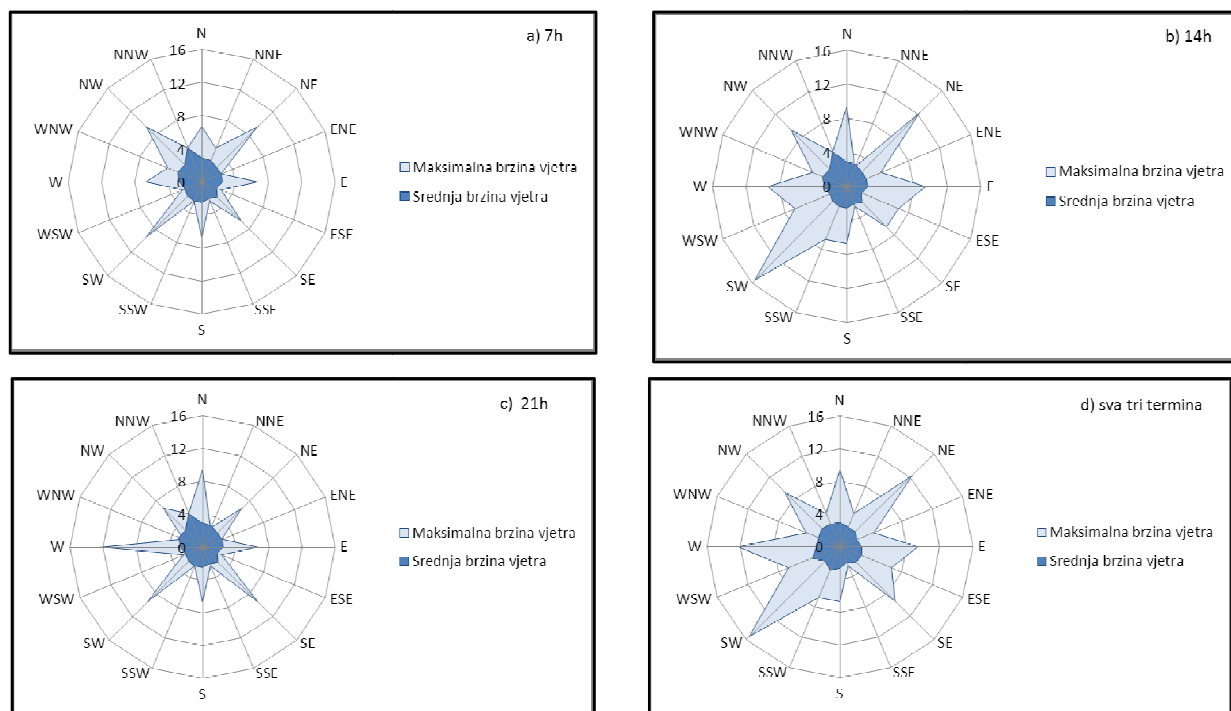 a) 7h
N
NNE
NE
ENE
E
ESE
SE
SSE
S
SSW
SW
WSW
W
WNW
NW
NNW
16
12
8
4
0
Maksimalna brzina vjetra
Srednja brzina vjetra
b) 14h
N
NNE
NE
ENE
E
ESE
SE
SSE
S
SSW
SW
WSW
W
WNW
NW
NNW
16
12
8
4
0
Maksimalna brzina vjetra
Srednja brzina vjetra
c) 21h
N
NNE
NE
ENE
E
ESE
SE
SSE
S
SSW
SW
WSW
W
WNW
NW
NNW
16
12
8
4
0
Maksimalna brzina vjetra
Srednja brzina vjetra
d) sva tri termina
N
NNE
NE
ENE
E
ESE
SE
SSE
S
SSW
SW
WSW
W
WNW
NW
NNW
16
12
8
4
0
Maksimalna brzina vjetra
Srednja brzina vjetra